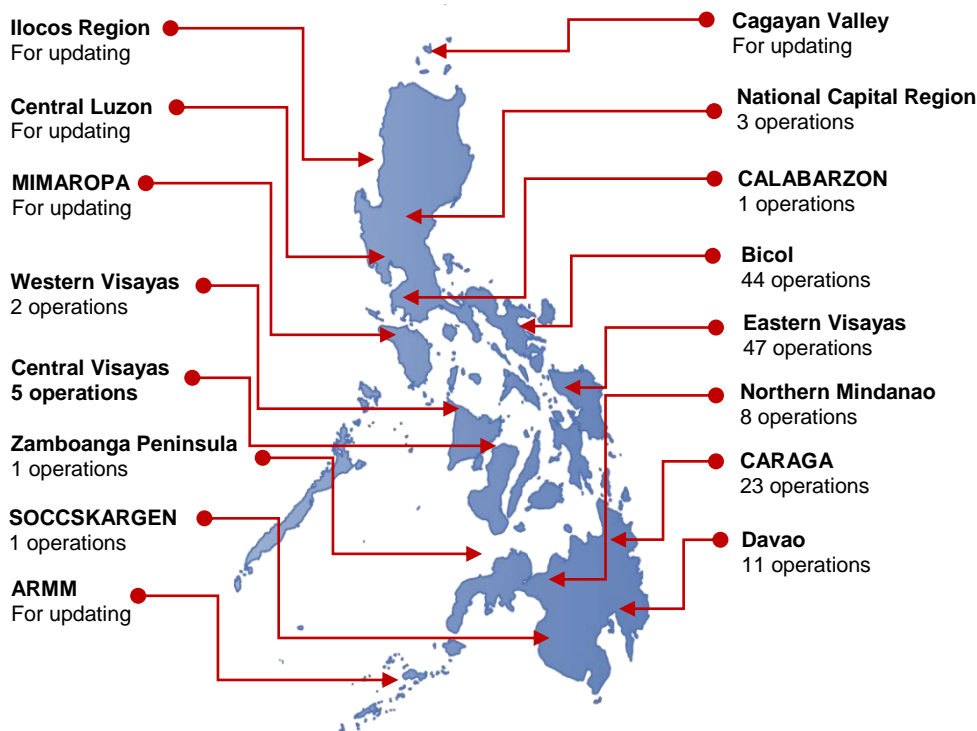 Ilocos Region
For updating
Central Luzon
For updating
MIMAROPA
For updating
Western Visayas
2 operations
Central Visayas
5 operations
Zamboanga Peninsula
1 operations
SOCCSKARGEN
1 operations
ARMM
For updating
Cagayan Valley
For updating
National Capital Region
3 operations
CALABARZON
1 operations
Bicol
44 operations
Eastern Visayas
47 operations
Northern Mindanao
8 operations
CARAGA
23 operations
Davao
11 operations